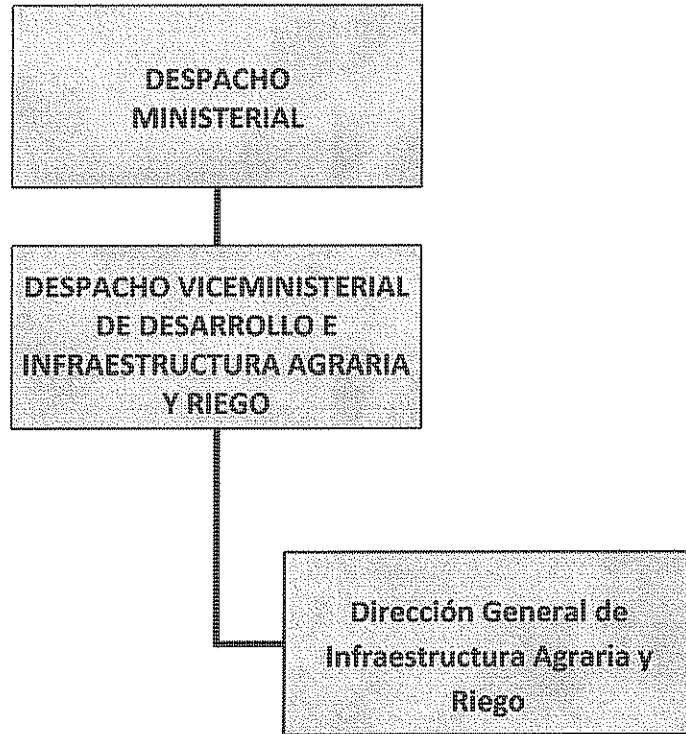 DESPACHO
MINISTERIAL
DESPACHO VICEMINISTERIAL
DE DESARROLLO E
INFRAESTRUCTURA AGRARIA
Y RIEGO
Dirección General de
Infraestructura Agraria y
Riego